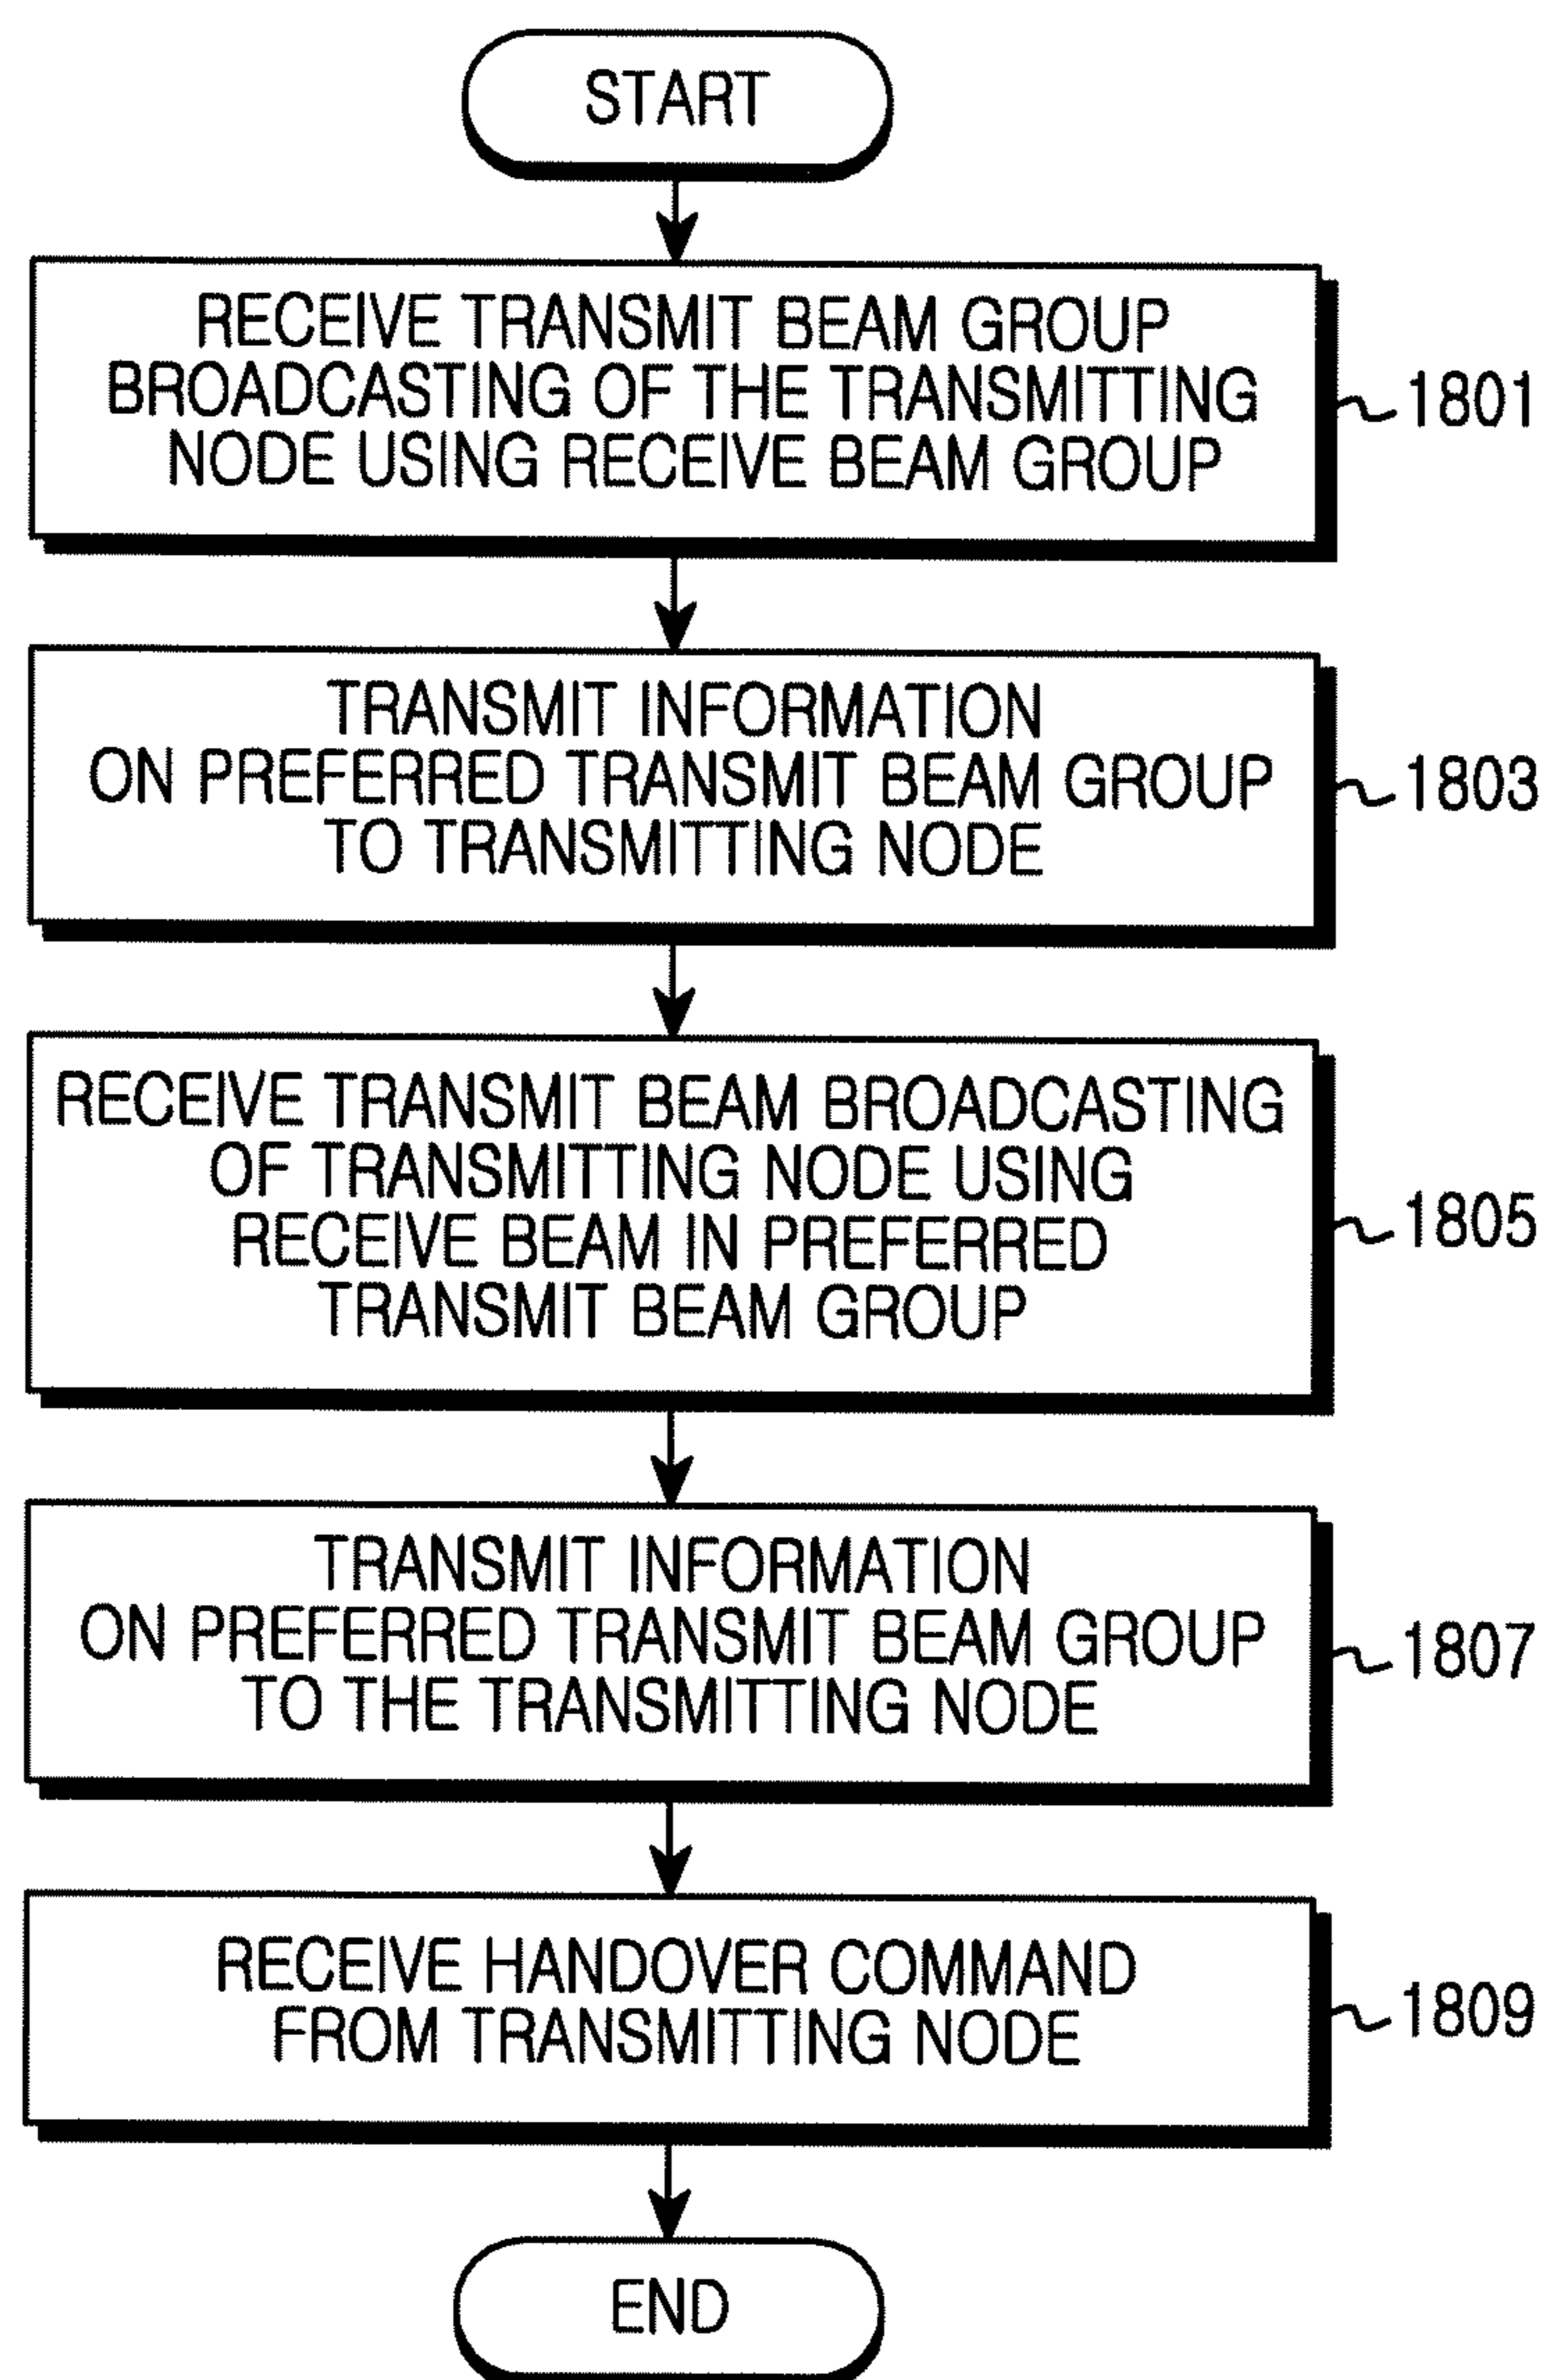 START
RECEIVE TRANSMIT BEAM GROUP
BROADCASTING OF THE TRANSMITTING
NODE USING RECEIVE BEAM GROUP
1801
TRANSMIT INFORMATION
ON PREFERRED TRANSMIT BEAM GROUP
TO TRANSMITTING NODE
1803
RECEIVE TRANSMIT BEAM BROADCASTING
OF TRANSMITTING NODE USING
RECEIVE BEAM IN PREFERRED
TRANSMIT BEAM GROUP
1805
TRANSMIT INFORMATION
ON PREFERRED TRANSMIT BEAM GROUP
TO THE TRANSMITTING NODE
1807
RECEIVE HANDOVER COMMAND
FROM TRANSMITTING NODE
1809
END